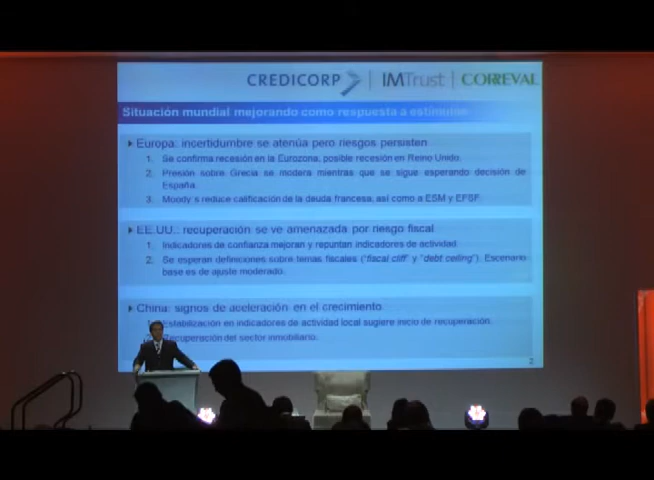 CREDICORP | IMTrust | CORREVAL
Situación mundial mejorando como respuesta a estímulos
Europa: incertidumbre se atenúa pero riesgos persisten
1. Se confirma recesión en la Eurozona, posible recesión en Reino Unido.
2. Presión sobre Grecia se modera mientras que se sigue esperando decisión de
España.
3. Moody's reduce calificación de la deuda francesa, así como a ESM y EFSF.
EE.UU.: recuperación se ve amenazada por riesgo fiscal
1. Indicadores de confianza mejoran y repuntan indicadores de actividad.
2. Se esperan definiciones sobre temas fiscales ("fiscal cliff" y "debt ceiling"). Escenario
base es de ajuste moderado.
China: signos de aceleración en el crecimiento
Estabilización en indicadores de actividad local sugiere inicio de recuperación.
Recuperación del sector inmobiliario.
2